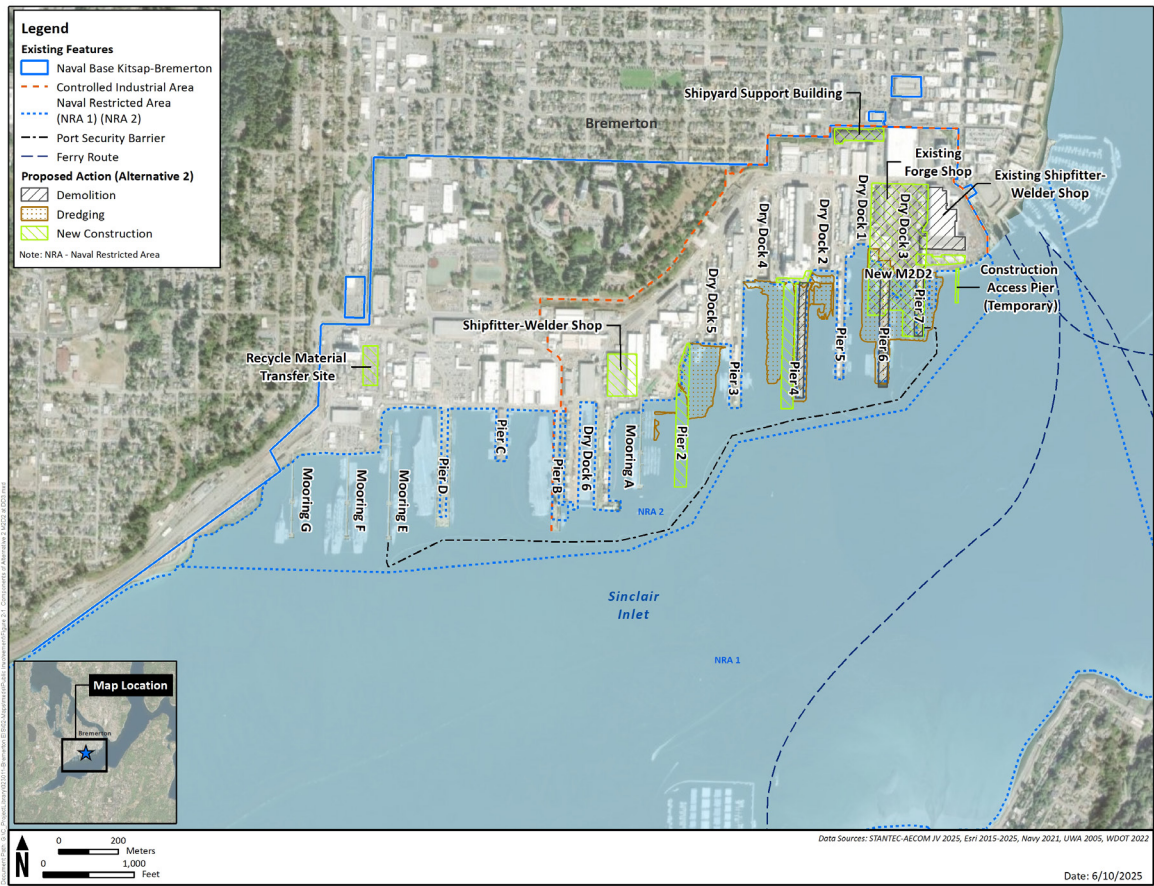 Legend
Existing Features
Naval Base Kitsap-Bremerton
Controlled Industrial Area
Naval Restricted Area
(NRA 1) (NRA 2)
Port Security Barrier
Ferry Route
Proposed Action (Alternative 2)
Demolition
Dredging
New Construction
Note: NRA - Naval Restricted Area
Shipyard Support Building
Bremerton
Existing
Forge Shop
Existing Shipfitter-
Welder Shop
Dry Dock 1
Dry Dock 2
Dry Dock 3
Dry Dock 4
Dry Dock 5
New M2D2
Construction
Access Pier
(Temporary)
Pier 7
Pier 6
Pier 5
Pier 4
Pier 3
Pier 2
Shipfitter-Welder Shop
Recycle Material
Transfer Site
Mooring A
Dry Dock 6
Pier B
Pier C
Pier D
Mooring E
Mooring F
Mooring G
NRA 2
Sinclair
Inlet
NRA 1
Map Location
Bremerton
N
0 200
Meters
0 1,000
Feet
Data Sources: STANTEC-AECOM JV 2025, Esri 2015-2025, Navy 2021, UWA 2005, WDOT 2022
Date: 6/10/2025